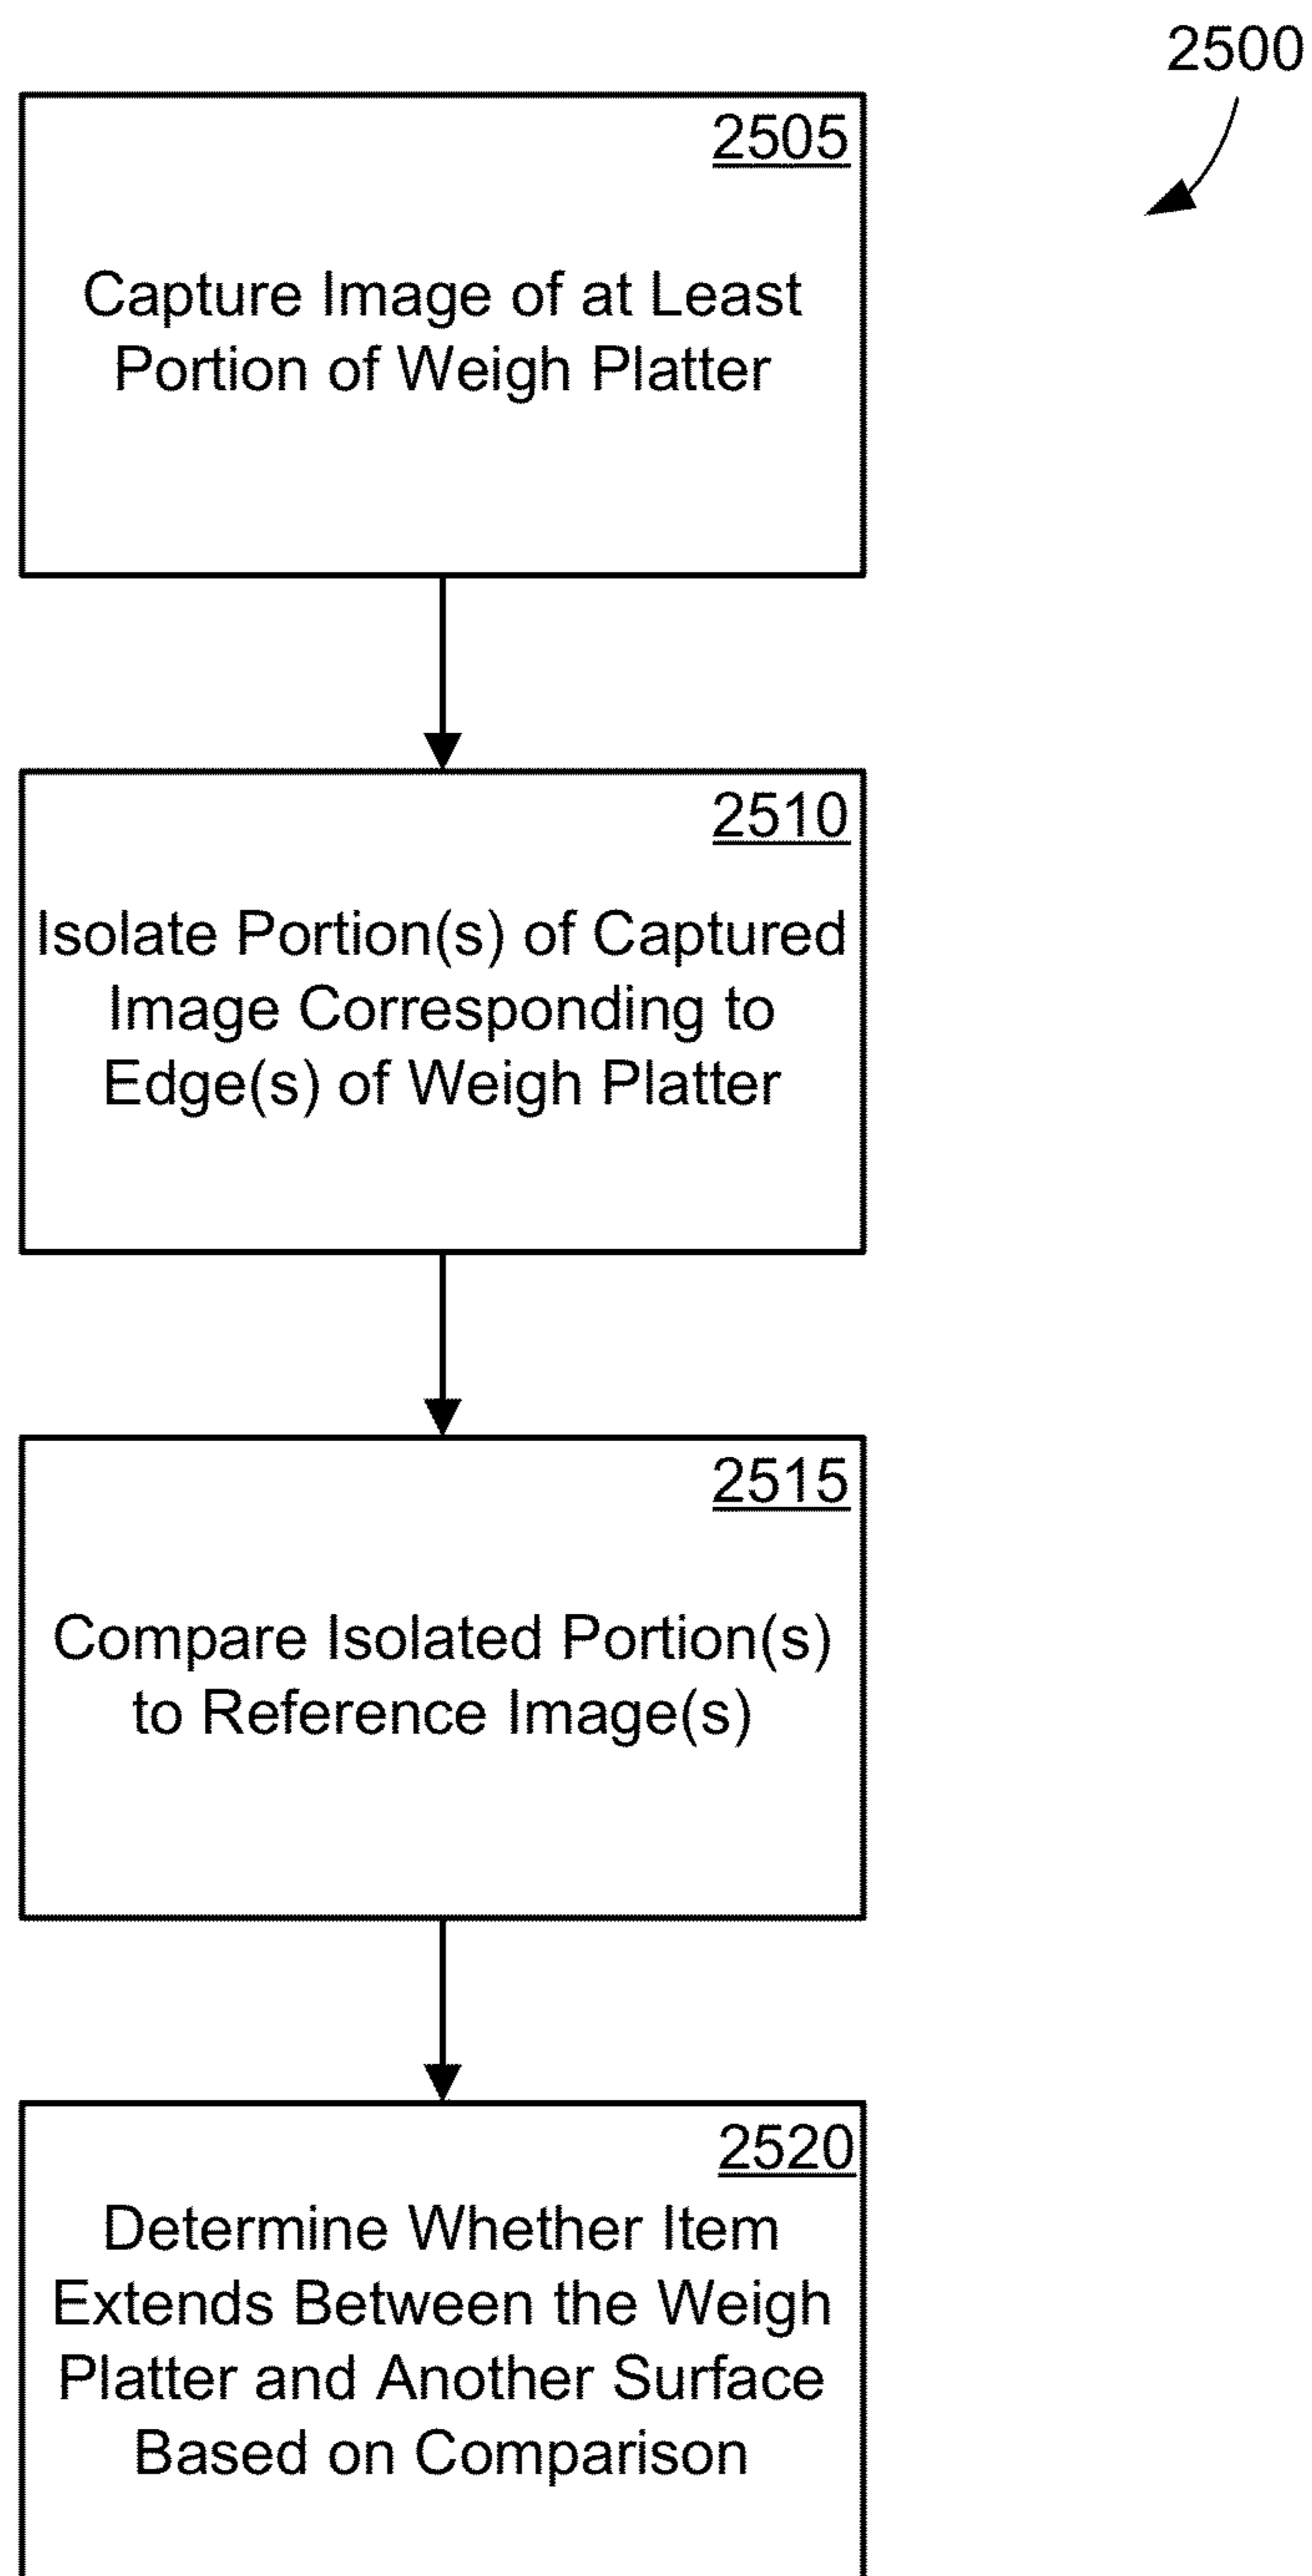 2500
2505
Capture Image of at Least
Portion of Weigh Platter
2510
Isolate Portion(s) of Captured
Image Corresponding to
Edge(s) of Weigh Platter
2515
Compare Isolated Portion(s)
to Reference Image(s)
2520
Determine Whether Item
Extends Between the Weigh
Platter and Another Surface
Based on Comparison